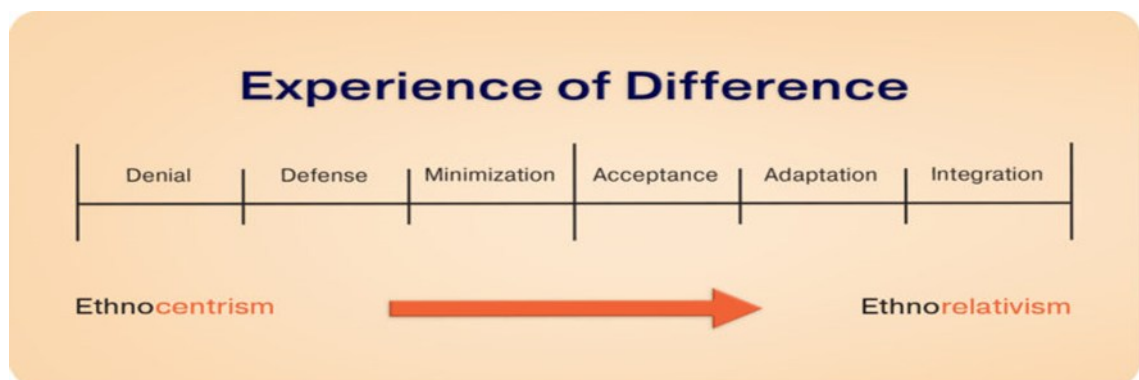 Experience of Difference
Denial Defense Minimization Acceptance Adaptation Integration
Ethnocentrism Ethnorelativism